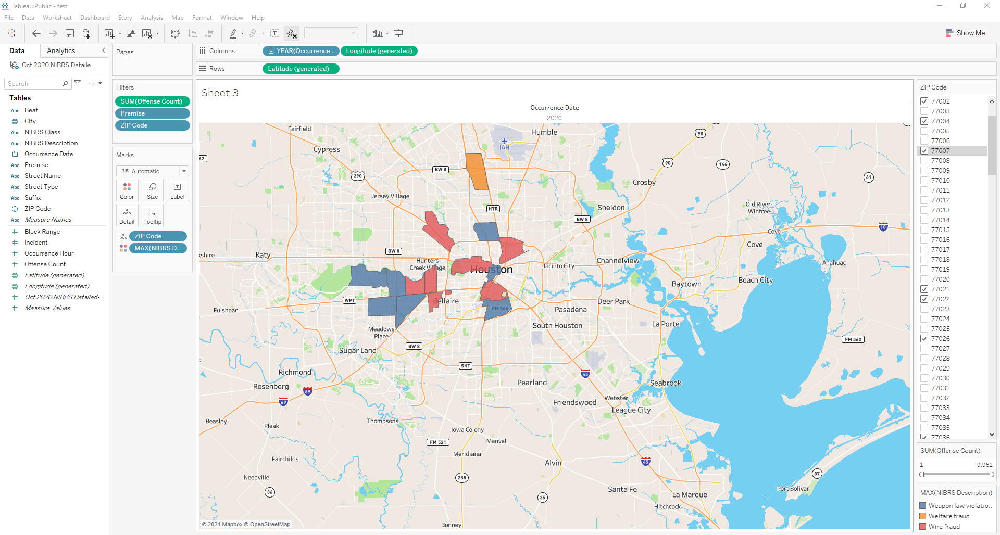 Tableau Public - test
File Data Worksheet Dashboard Story Analysis Map Format Window Help
Show Me
Data Analytics
Oct 2020 NIBRS Detaile...
Search
Tables
Abc Beat
City
Abc NIBRS Class
Abc NIBRS Description
Occurrence Date
Abc Premise
Abc Street Name
Abc Street Type
Abc Suffix
ZIP Code
Abc Measure Names
Block Range
Incident
Occurrence Hour
Offense Count
Latitude (generated)
Longitude (generated)
Oct 2020 NIBRS Detailed-...
Measure Values
Pages
Filters
SUM(Offense Count)
Premise
ZIP Code
Marks
Automatic
Color Size Label
Detail Tooltip
ZIP Code
MAX(NIBRS D..
Columns YEAR(Occurrence .. Longitude (generated)
Rows Latitude (generated)
Sheet 3
Occurrence Date
2020
Fairfield
Humble
90
IAH
Cypress
62
BW 8
90
146
290
61
Crosby
Jersey Village
Old River-
Winfree
HTR
Sheldon
BW 8
10
Cove
Cove
BW 8
kshire
Katy
Hunters
Creek Village
Channelview
Anahuac
Jacinto City
Houston
Baytown
Beach City
WPT
Bellaire
Deer Park
FM 865
Pasadena
Fulshear
La Porte
South Houston
Meadows
Place
FM 562
BW 8
Sugar Land
SHT
Richmond
45
Pearland
Seabrook
Rosenberg
69
69
Webster
Friendswood
League City
Beasley
Thompsons
Pleak
Iowa Colony
Manvel
FM 521
Meridiana
Fairchilds
Alvin
45
Needville
288
87
36
Santa Fe
Port Bolivar
35
La Marque
Hitchcock
Bonney
© 2021 Mapbox © OpenStreetMap
ZIP Code
77002
77003
77004
77005
77006
77007
77008
77009
77010
77011
77012
77013
77014
77015
77016
77017
77018
77019
77020
77021
77022
77023
77024
77025
77026
77027
77028
77029
77030
77031
77032
77033
77034
77035
77036
SUM(Offense Count)
1 9,961
MAX(NIBRS Description)
Weapon law violatio..
Welfare fraud
Wire fraud